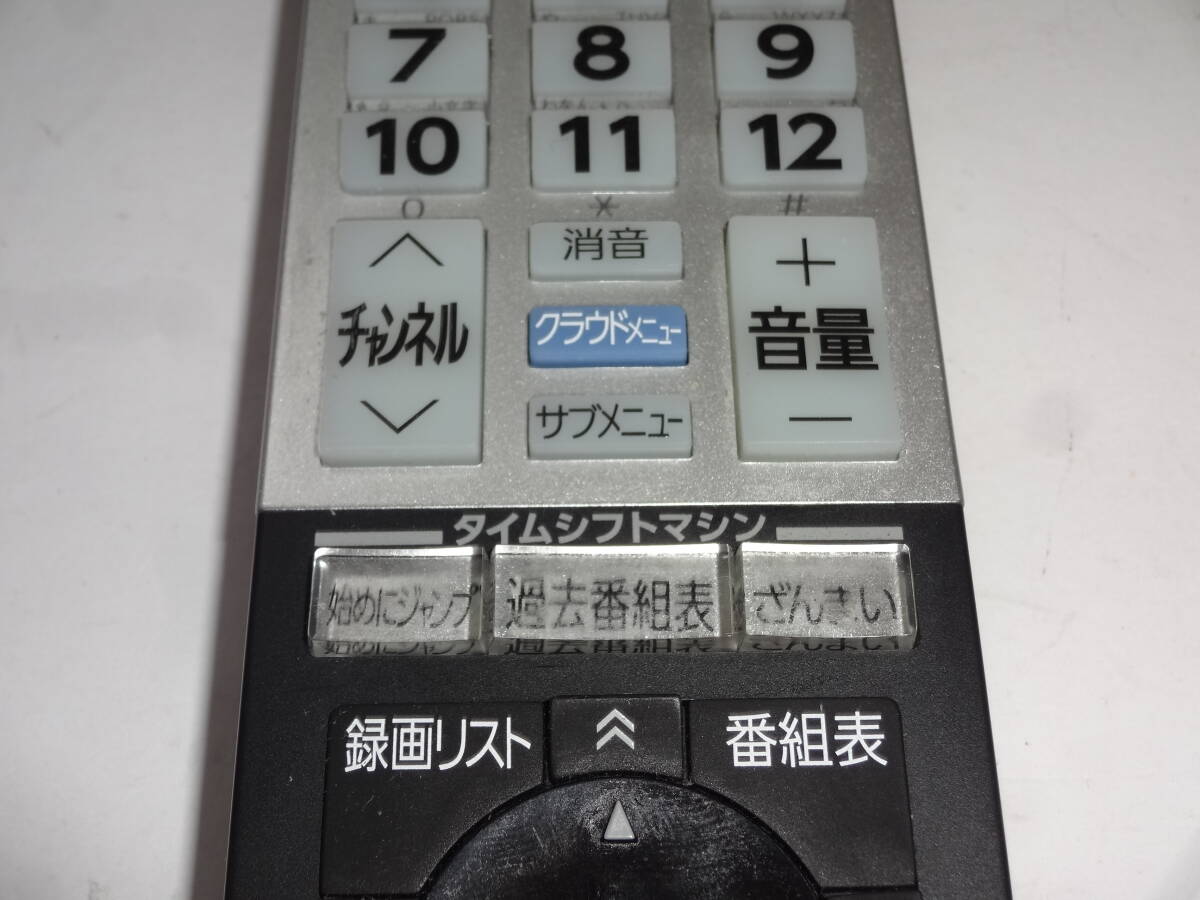 7 8 9
10 11 12
0 * #
消音
チャンネル
+
音量
−
クラウドメニュー
サブメニュー
タイムシフトマシン
始めにジャンプ 過去番組表 ざんまい
録画リスト 番組表